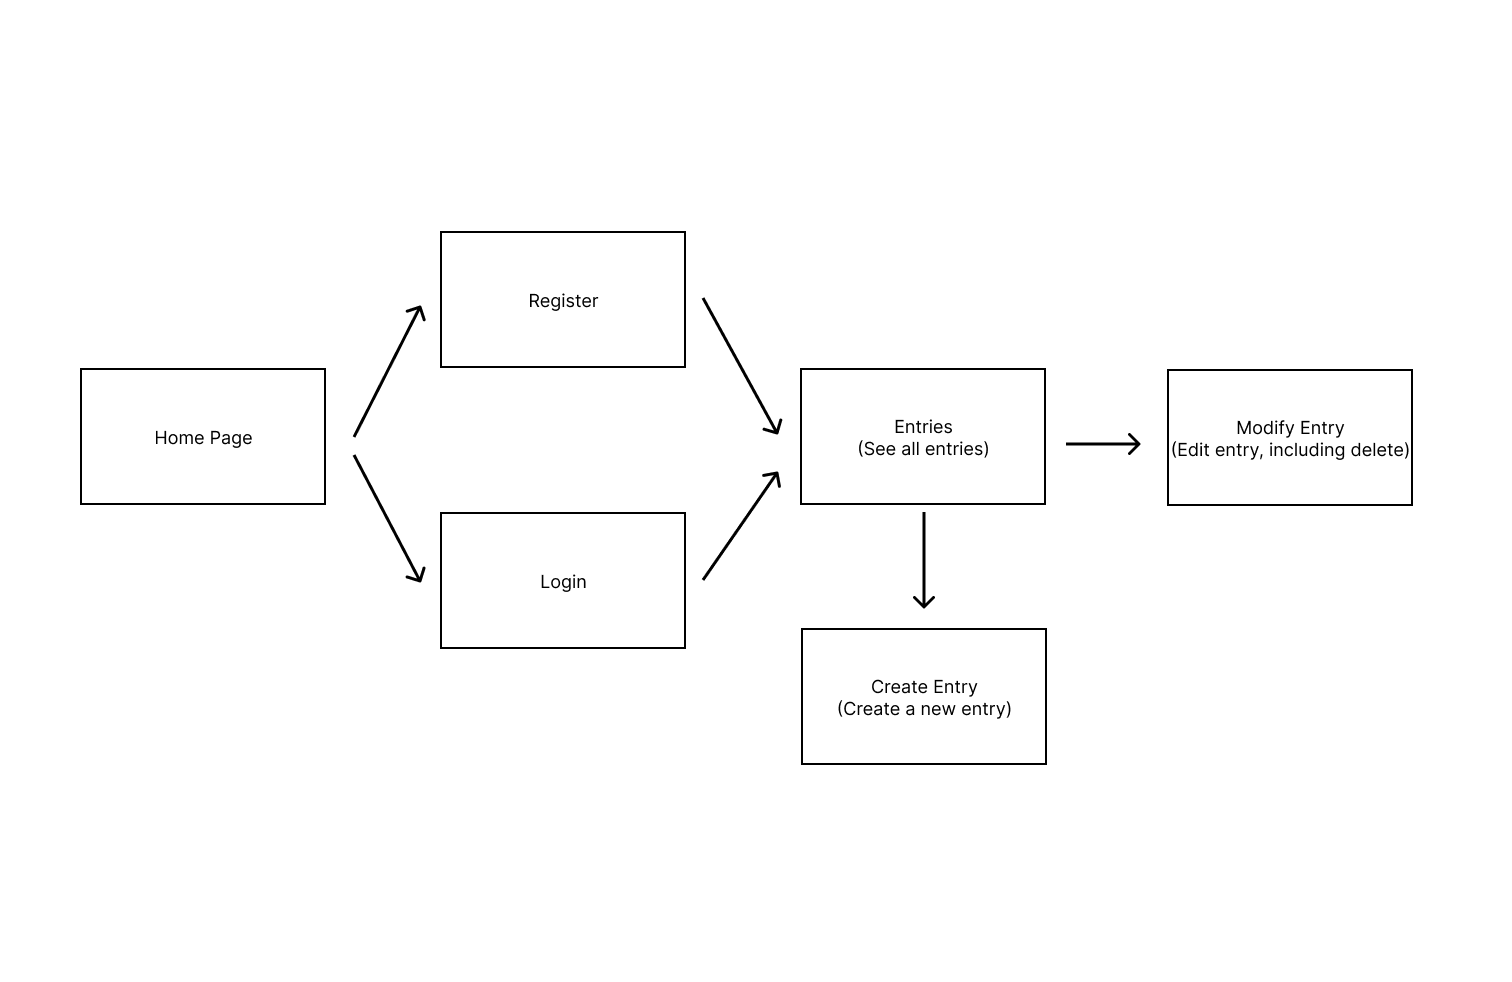 Home Page
Register
Login
Entries
(See all entries)
Modify Entry
(Edit entry, including delete)
Create Entry
(Create a new entry)